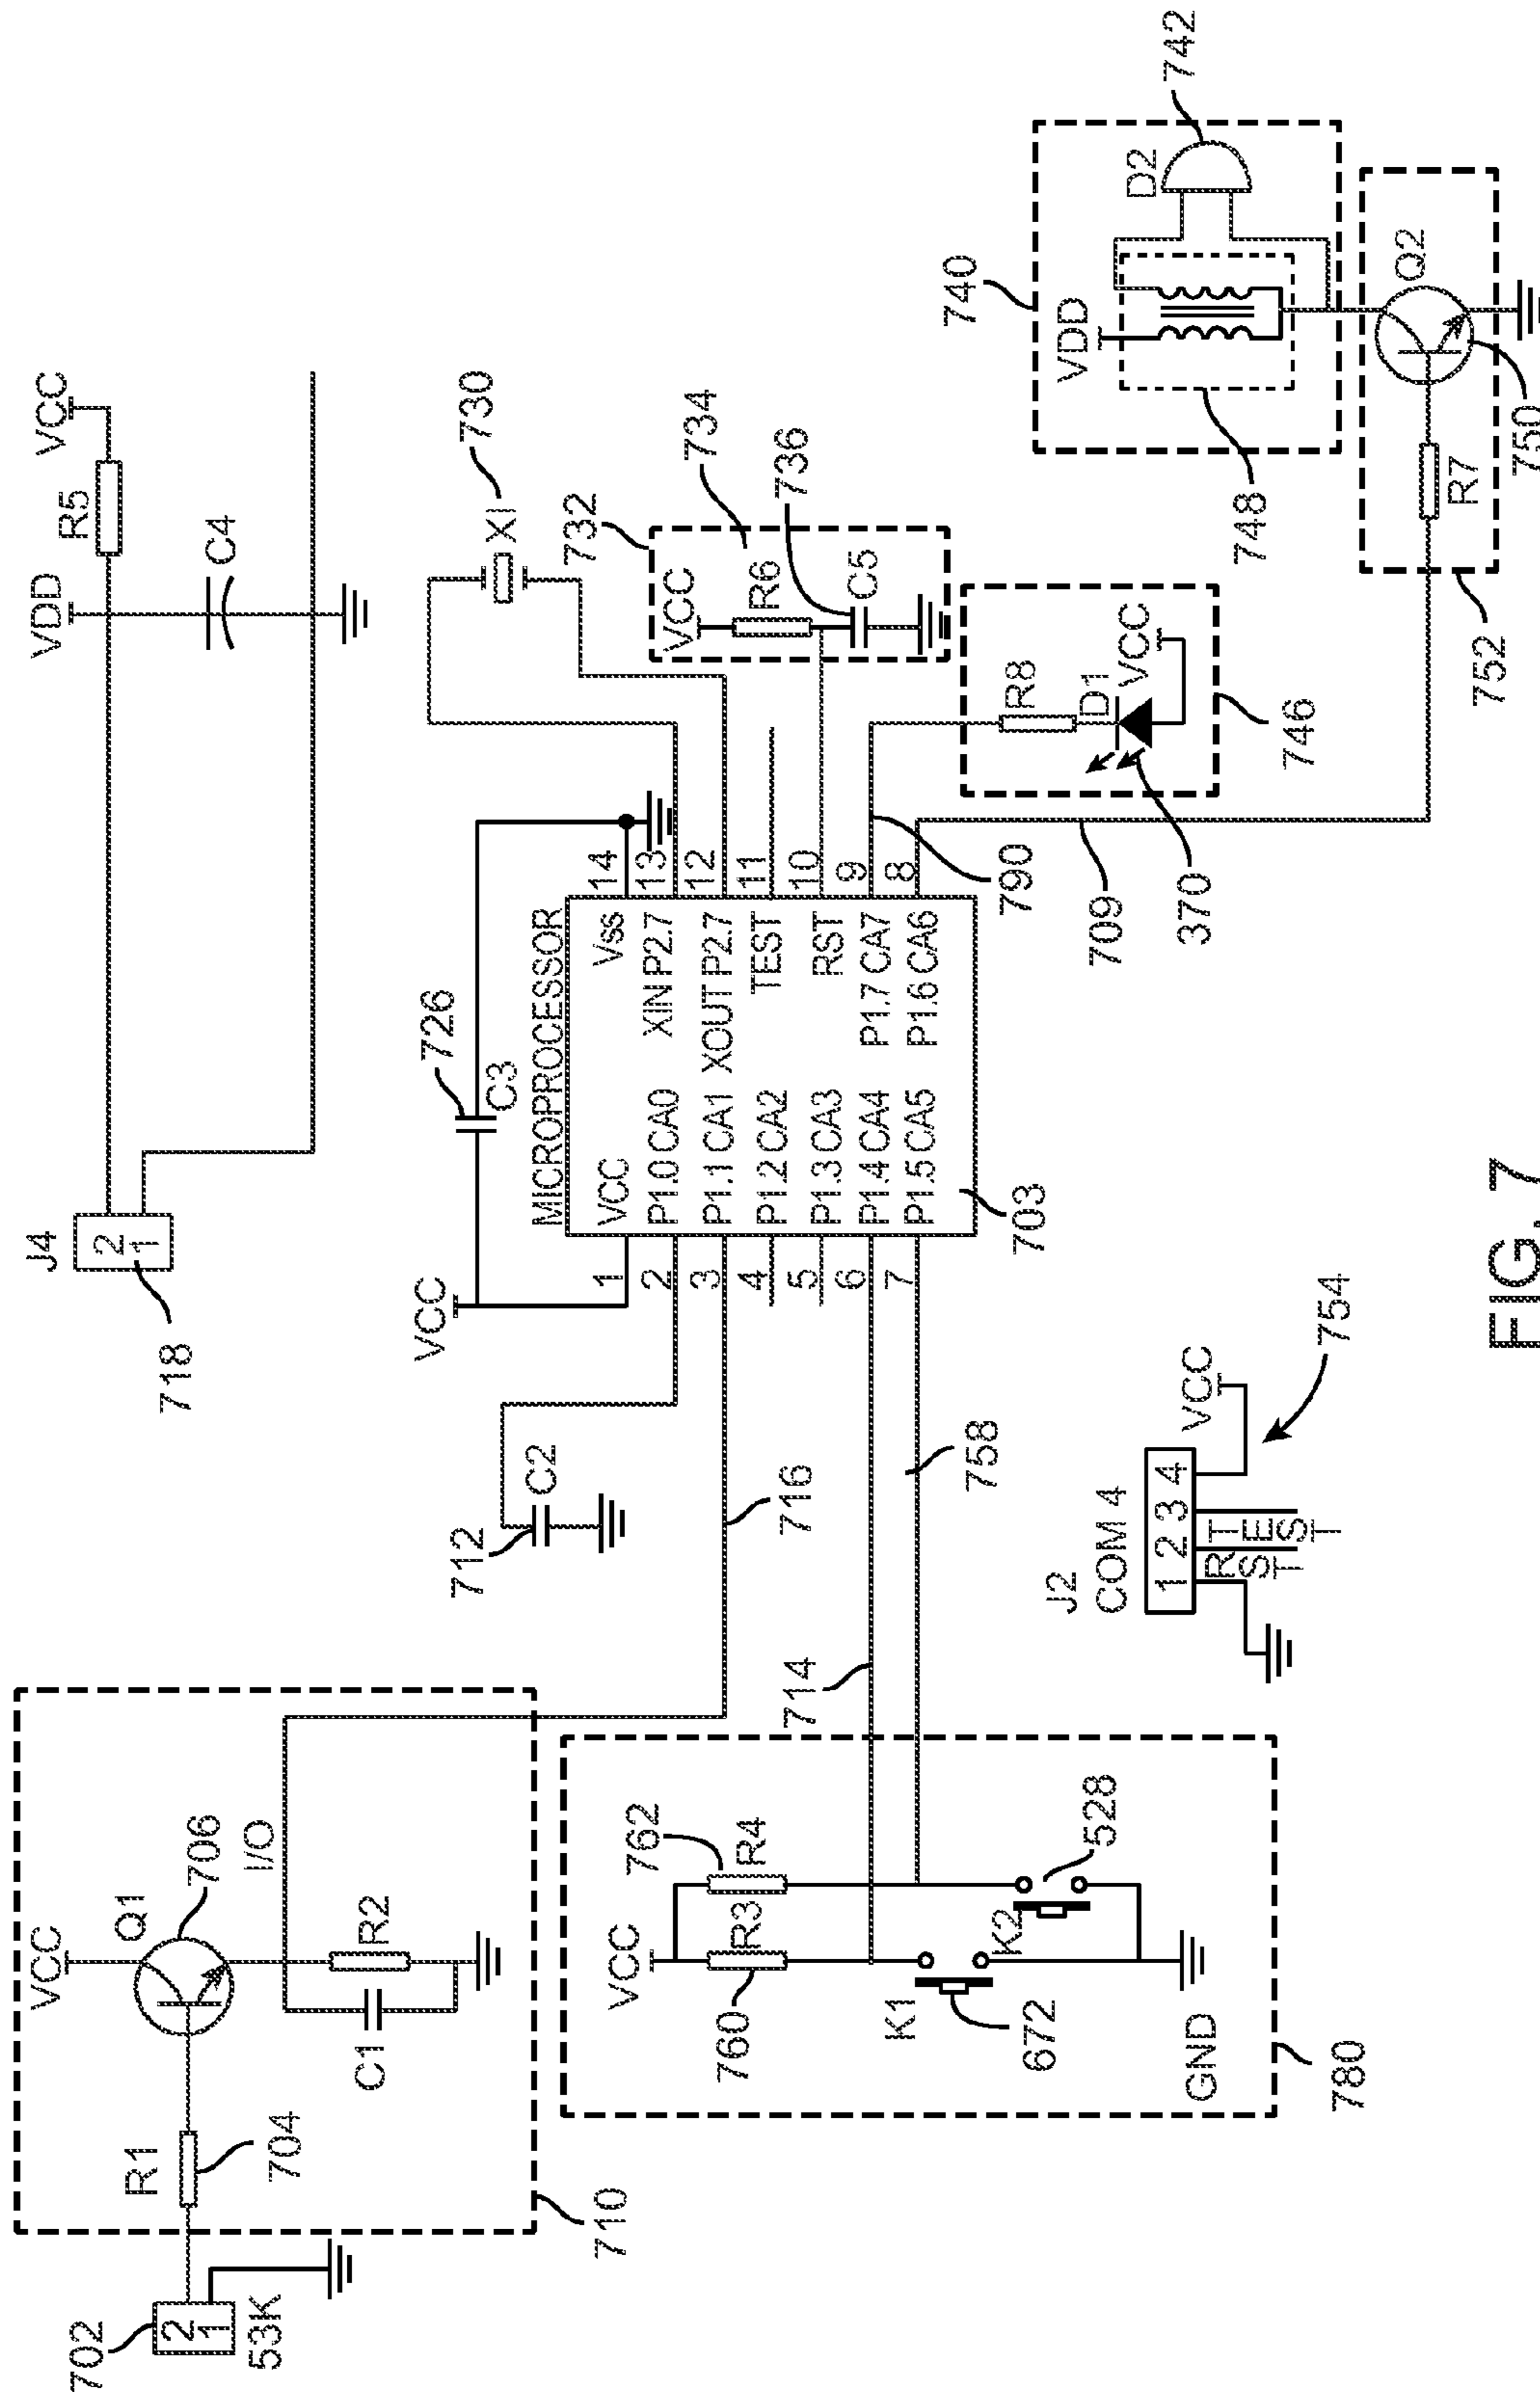 702
2
1
53K
R1
704
VCC
Q1
706
I/O
C1
R2
710
J4
2
1
718
VDD
R5
VCC
C4
VCC
726
C3
712
C2
716
MICROPROCESSOR
VCC
Vss
P1.0 CA0
XIN P2.7
P1.1 CA1
XOUT P2.7
P1.2 CA2
TEST
P1.3 CA3
RST
P1.4 CA4
P1.7 CA7
P1.5 CA5
P1.6 CA6
1
2
3
4
5
6
7
14
13
12
11
10
9
8
703
730
XI
732
734
VCC
R6
736
C5
790
R8
D1
VCC
746
709
370
740
742
VDD
D2
748
Q2
R7
750
752
714
758
762
VCC
R3
R4
760
K1
K2
528
672
GND
780
J2
COM 4
1 2 3 4
RST
TEST
VCC
754
FIG. 7